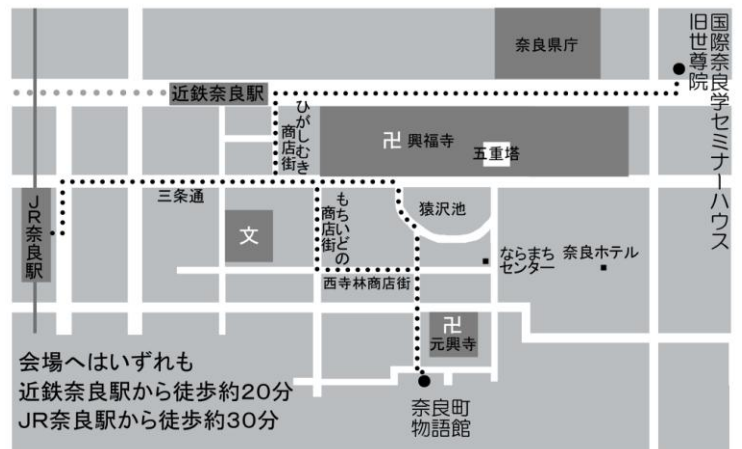 奈良県庁
国際奈良学セミナーハウス
旧世尊院
近鉄奈良駅
ひがしむき
商店街
卍 興福寺
五重塔
三条通
JR奈良駅
文
もちいどの
商店街
猿沢池
ならまち
センター
奈良ホテル
西寺林商店街
卍
元興寺
会場へはいずれも
近鉄奈良駅から徒歩約20分
JR奈良駅から徒歩約30分
奈良町
物語館